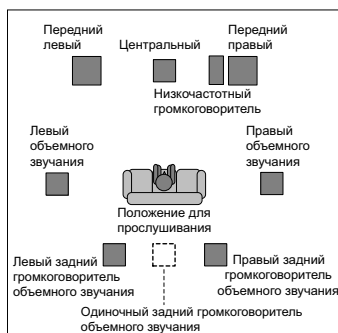 Передний
левый
Центральный
Передний
правый
Низкочастотный
громкоговоритель
Левый
объемного
звучания
Правый
объемного
звучания
Положение для
прослушивания
Левый задний
громкоговоритель
объемного звучания
Правый задний
громкоговоритель
объемного звучания
Одиночный задний громкоговоритель
объемного звучания